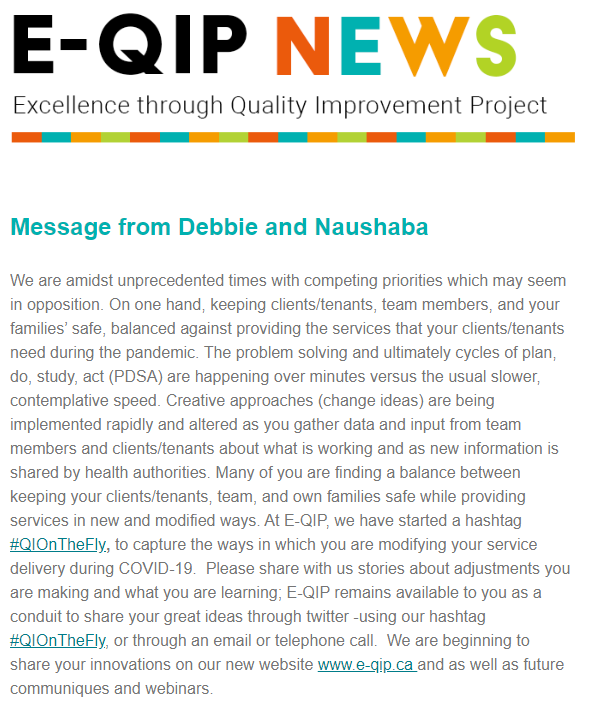 E-QIP NEWS
Excellence through Quality Improvement Project
Message from Debbie and Naushaba
We are amidst unprecedented times with competing priorities which may seem
in opposition. On one hand, keeping clients/tenants, team members, and your
families’ safe, balanced against providing the services that your clients/tenants
need during the pandemic. The problem solving and ultimately cycles of plan,
do, study, act (PDSA) are happening over minutes versus the usual slower,
contemplative speed. Creative approaches (change ideas) are being
implemented rapidly and altered as you gather data and input from team
members and clients/tenants about what is working and as new information is
shared by health authorities. Many of you are finding a balance between
keeping your clients/tenants, team, and own families safe while providing
services in new and modified ways. At E-QIP, we have started a hashtag
#QIOnTheFly, to capture the ways in which you are modifying your service
delivery during COVID-19.  Please share with us stories about adjustments you
are making and what you are learning; E-QIP remains available to you as a
conduit to share your great ideas through twitter -using our hashtag
#QIOnTheFly, or through an email or telephone call.  We are beginning to
share your innovations on our new website www.e-qip.ca and as well as future
communiques and webinars.